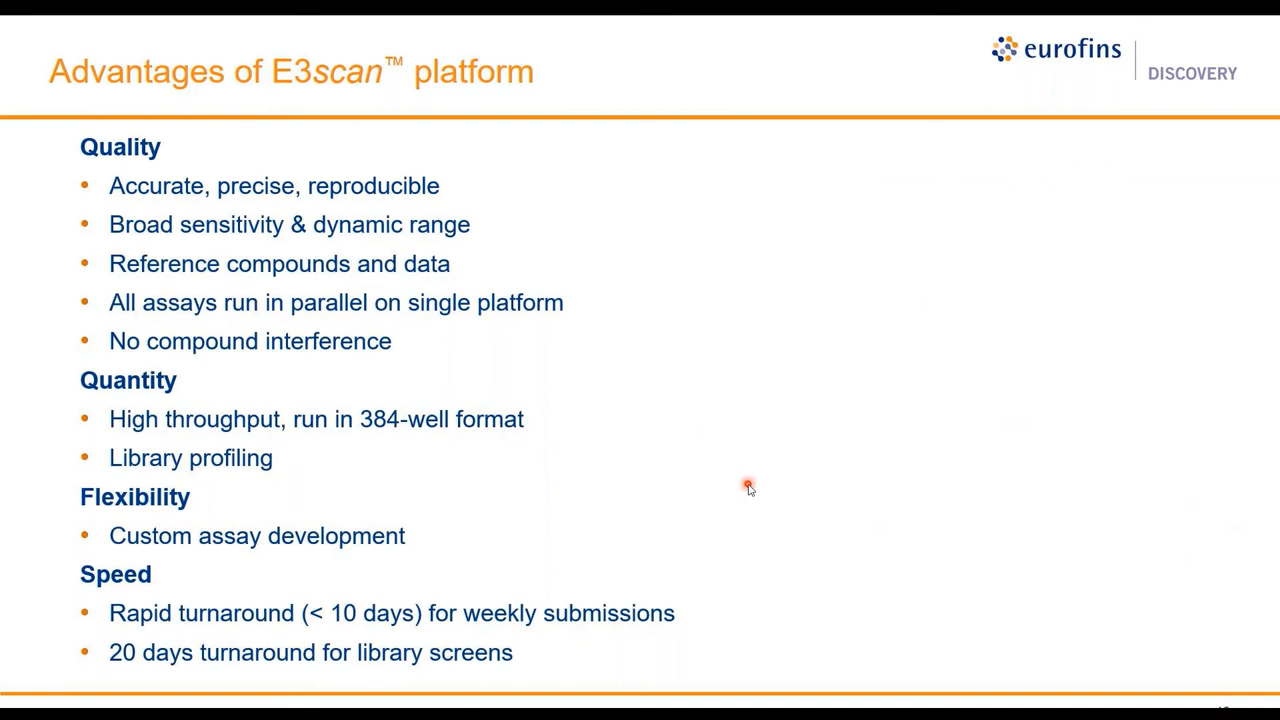 Advantages of E3scan™ platform
eurofins
DISCOVERY
Quality
• Accurate, precise, reproducible
• Broad sensitivity & dynamic range
• Reference compounds and data
• All assays run in parallel on single platform
• No compound interference
Quantity
• High throughput, run in 384-well format
• Library profiling
Flexibility
• Custom assay development
Speed
• Rapid turnaround (< 10 days) for weekly submissions
• 20 days turnaround for library screens